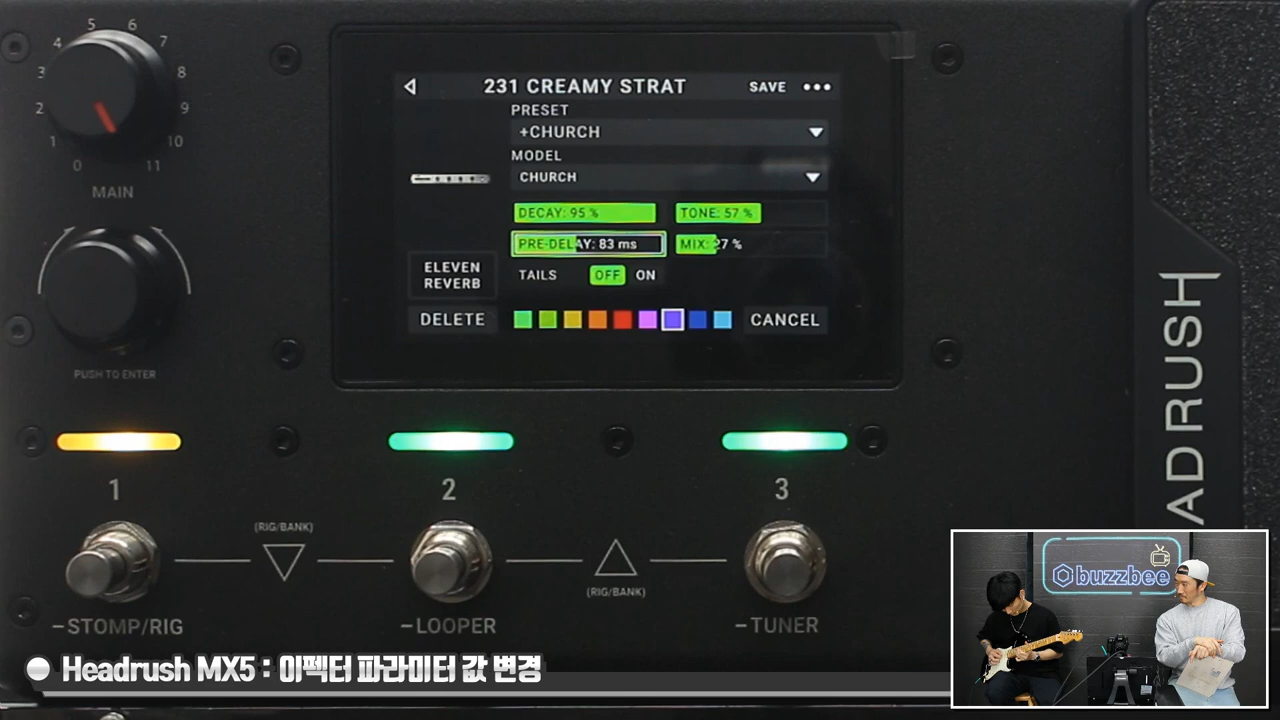 5 6
4 7
3 8
2 9
1 10
0 11
MAIN
PUSH TO ENTER
231 CREAMY STRAT SAVE
PRESET
+CHURCH
MODEL
CHURCH
DECAY: 95 % TONE: 57 %
PRE-DELAY: 83 ms MIX: 27 %
TAILS OFF ON
ELEVEN
REVERB
DELETE CANCEL
ADRUSH
1 2 3
(RIG/BANK)
(RIG/BANK)
–STOMP/RIG –LOOPER –TUNER
buzzbee
Headrush MX5 : 이펙터 파라미터 값 변경